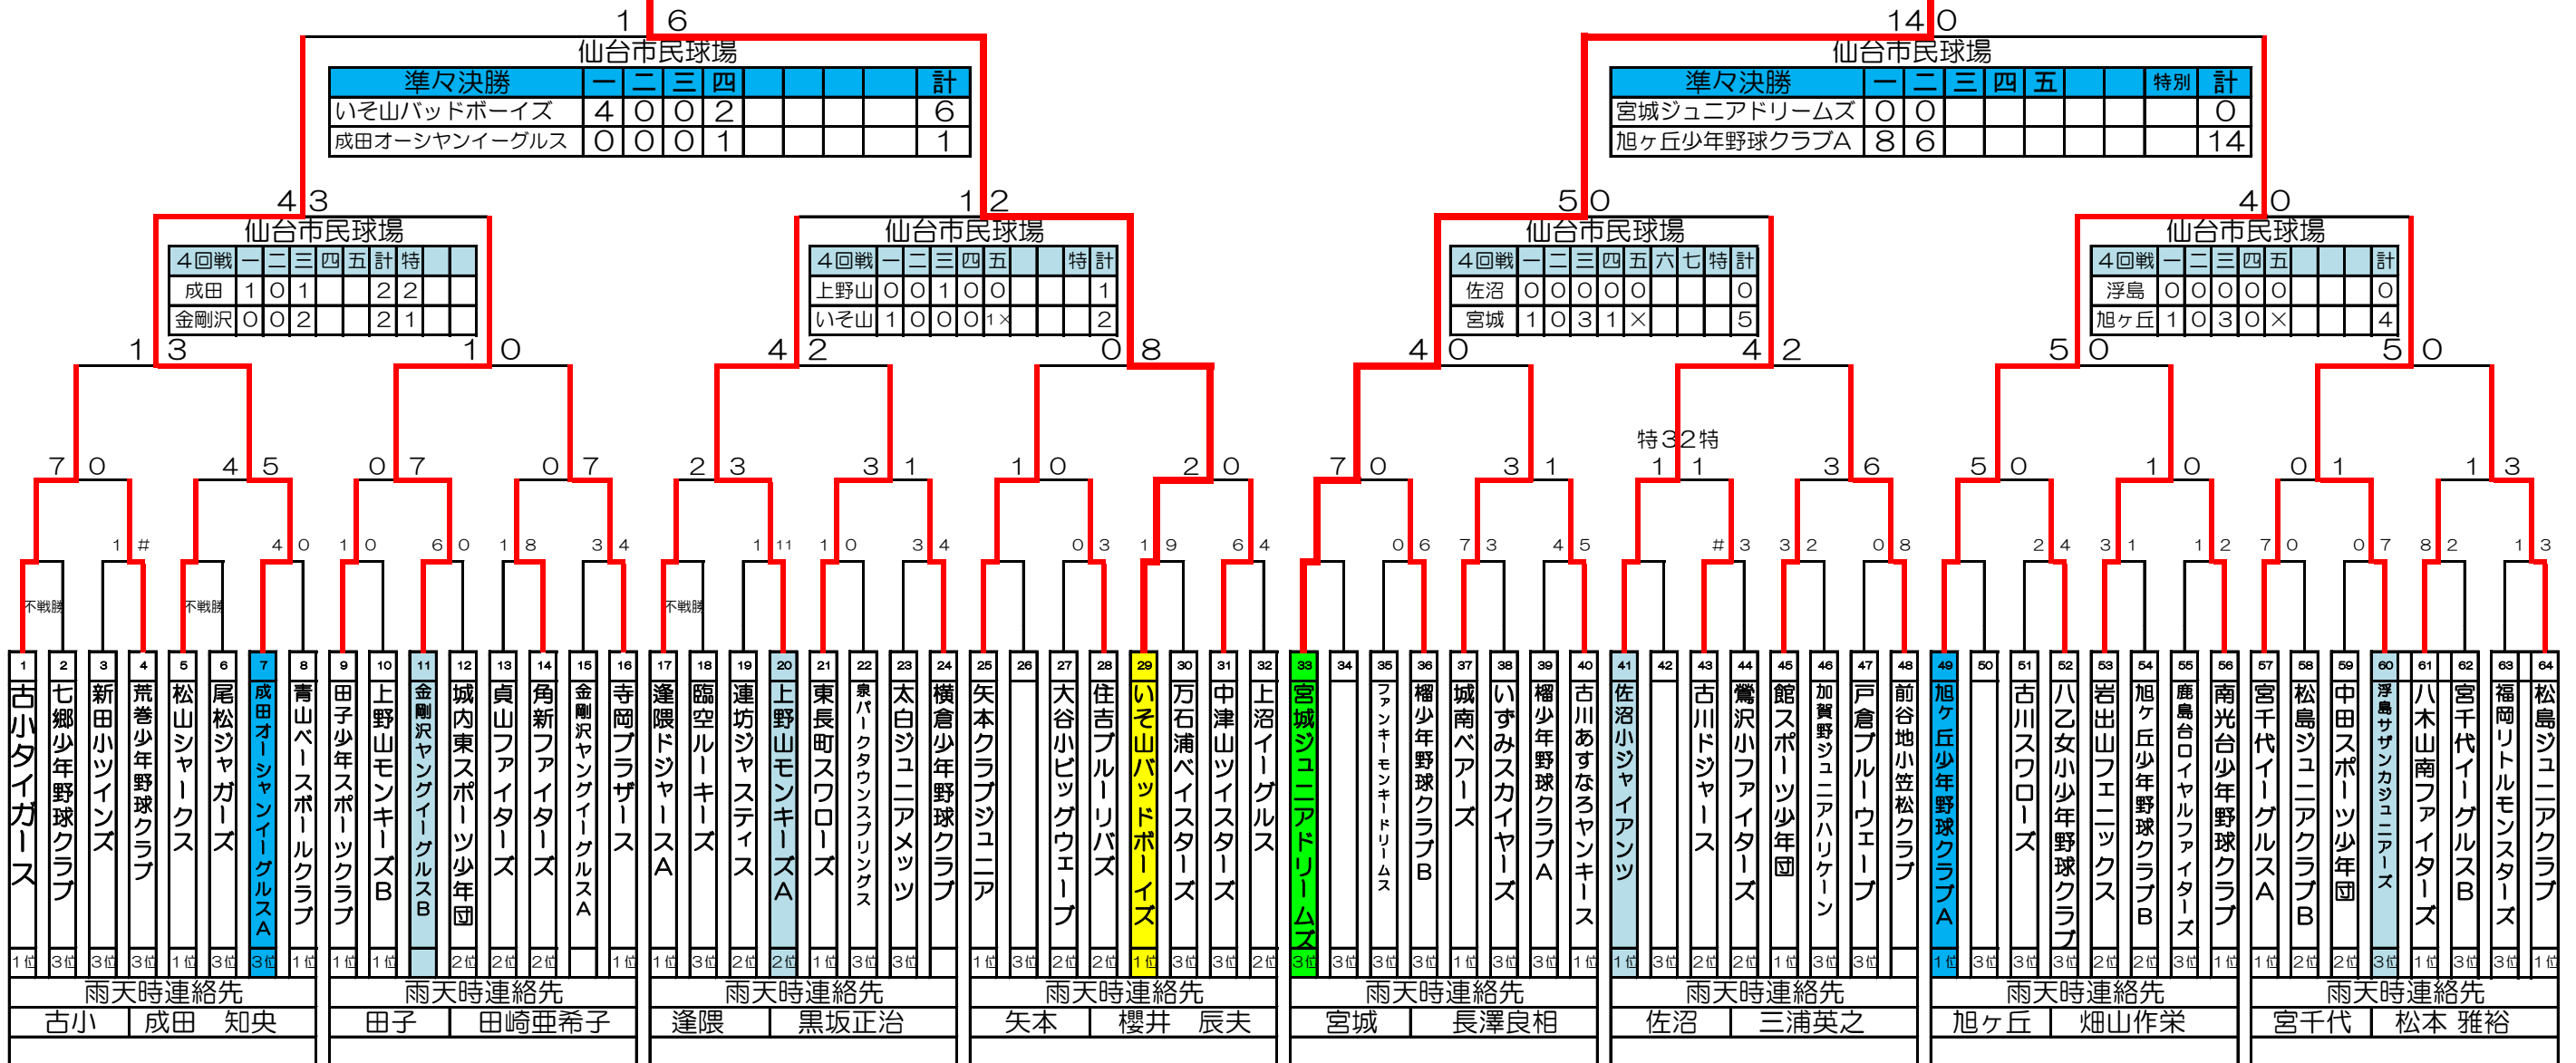 1 6
14 0
仙台市民球場
仙台市民球場
準々決勝 一 二 三 四 計
いそ山バッドボーイズ 4 0 0 2 6
成田オーシヤンイーグルス 0 0 0 1 1
準々決勝 一 二 三 四 五 特別 計
宮城ジュニアドリームズ 0 0 0
旭ヶ丘少年野球クラブA 8 6 14
4 3
1 2
5 0
4 0
仙台市民球場
仙台市民球場
仙台市民球場
仙台市民球場
4回戦 一 二 三 四 五 計 特
成田 1 0 1 2 2
金剛沢 0 0 2 2 1
4回戦 一 二 三 四 五 特 計
上野山 0 0 1 0 0 1
いそ山 1 0 0 0 1× 2
4回戦 一 二 三 四 五 六 七 特 計
佐沼 0 0 0 0 0 0
宮城 1 0 3 1 × 5
4回戦 一 二 三 四 五 計
浮島 0 0 0 0 0 0
旭ヶ丘 1 0 3 0 × 4
1 3 1 0 4 2 0 8 4 0 4 2 5 0 5 0
特32特
7 0 4 5 0 7 0 7 2 3 3 1 1 0 2 0 7 0 3 1 1 1 3 6 5 0 1 0 0 1 1 3
1 # 4 0 1 0 6 0 1 8 3 4 1 11 1 0 3 4 0 3 1 9 6 4 0 6 7 3 4 5 # 3 3 2 0 8 2 4 3 1 1 2 7 0 0 7 8 2 1 3
不戦勝 不戦勝 不戦勝
1 古小タイガース 1位
2 七郷少年野球クラブ 3位
3 新田小ツインズ 3位
4 荒巻少年野球クラブ 3位
5 松山シャークス 1位
6 尾松ジャガーズ 3位
7 成田オーシャンイーグルスA 3位
8 青山ベースボールクラブ 1位
9 田子少年スポーツクラブ 1位
10 上野山モンキーズB 1位
11 金剛沢ヤングイーグルスB
12 城内東スポーツ少年団 2位
13 貞山ファイターズ 2位
14 角新ファイターズ 2位
15 金剛沢ヤングイーグルスA
16 寺岡ブラザース 1位
17 逢隈ドジャースA 1位
18 臨空ルーキーズ 3位
19 連坊ジャスティス 2位
20 上野山モンキーズA 2位
21 東長町スワローズ 1位
22 泉パークタウンスプリングス 3位
23 太白ジュニアメッツ 3位
24 横倉少年野球クラブ
25 矢本クラブジュニア 1位
26 3位
27 大谷小ビッグウェーブ 2位
28 住吉ブルーリバズ 2位
29 いそ山バッドボーイズ 1位
30 万石浦ベイスターズ 3位
31 中津山ツイスターズ 3位
32 上沼イーグルス 2位
33 宮城ジュニアドリームズ 3位
34 3位
35 ファンキーモンキードリームス 3位
36 榴少年野球クラブB 3位
37 城南ベアーズ 1位
38 いずみスカイヤーズ 3位
39 榴少年野球クラブA 3位
40 古川あすなろヤンキース 1位
41 佐沼小ジャイアンツ 1位
42 3位
43 古川ドジャース 2位
44 鶯沢小ファイターズ 2位
45 館スポーツ少年団 1位
46 加賀野ジュニアハリケーン 3位
47 戸倉ブルーウェーブ 3位
48 前谷地小笠松クラブ
49 旭ヶ丘少年野球クラブA 1位
50 3位
51 古川スワローズ 3位
52 八乙女小少年野球クラブ 3位
53 岩出山フェニックス 2位
54 旭ヶ丘少年野球クラブB 2位
55 鹿島台ロイヤルファイターズ 3位
56 南光台少年野球クラブ 1位
57 宮千代イーグルスA 1位
58 松島ジュニアクラブB 2位
59 中田スポーツ少年団 2位
60 浮島サザンカジュニアーズ 3位
61 八木山南ファイターズ 1位
62 宮千代イーグルスB 3位
63 福岡リトルモンスターズ 3位
64 松島ジュニアクラブ 1位
雨天時連絡先 雨天時連絡先 雨天時連絡先 雨天時連絡先 雨天時連絡先 雨天時連絡先 雨天時連絡先 雨天時連絡先
古小 成田 知央 田子 田崎亜希子 逢隈 黒坂正治 矢本 櫻井 辰夫 宮城 長澤良相 佐沼 三浦英之 旭ヶ丘 畑山作栄 宮千代 松本 雅裕